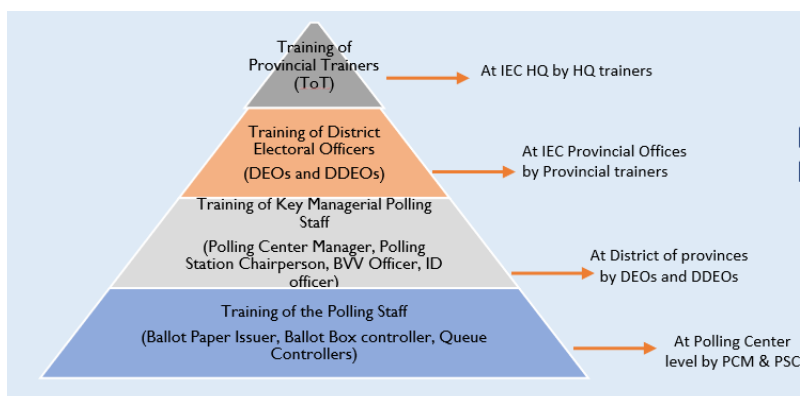 Training of
Provincial Trainers
(ToT)
At IEC HQ by HQ trainers
Training of District
Electoral Officers
(DEOs and DDEOs)
At IEC Provincial Offices
by Provincial trainers
Training of Key Managerial Polling
Staff
(Polling Center Manager, Polling
Station Chairperson, BVV Officer, ID
officer)
At District of provinces
by DEOs and DDEOs
Training of the Polling Staff
(Ballot Paper Issuer, Ballot Box controller, Queue
Controllers)
At Polling Center
level by PCM & PSC